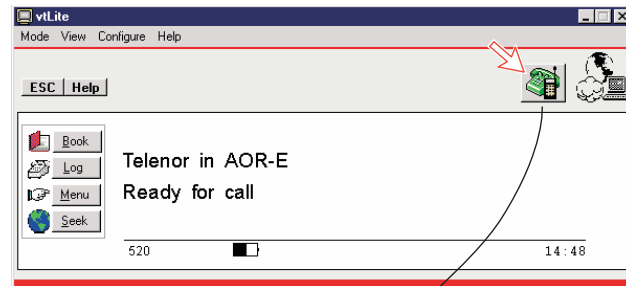 vtLite
Mode View Configure Help
ESC Help
Book
Log
Menu
Seek
Telenor in AOR-E
Ready for call
520 14:48